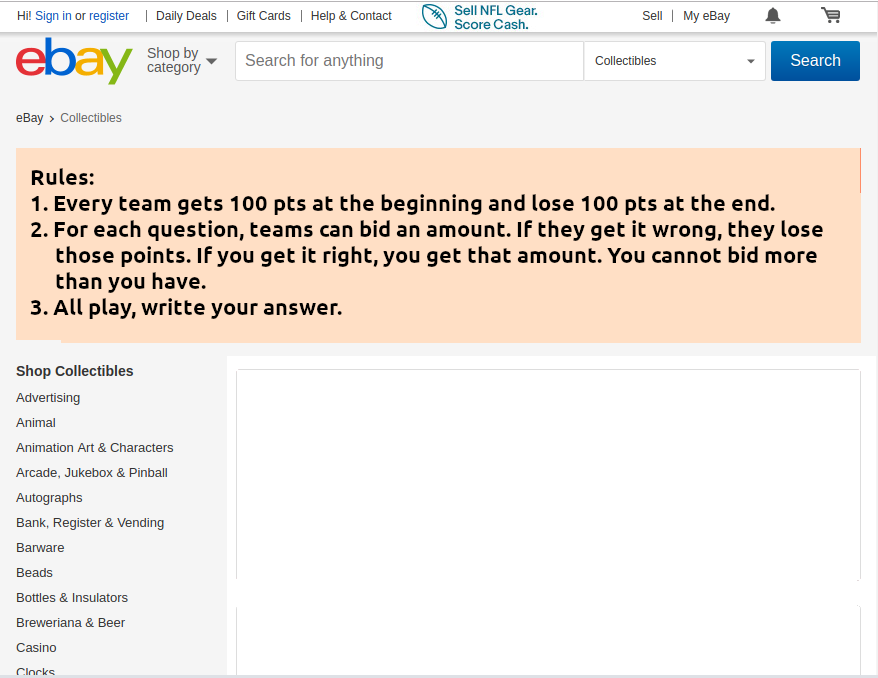 Hi! Sign in or register | Daily Deals | Gift Cards | Help & Contact
Sell NFL Gear.
Score Cash.
Sell | My eBay
ebay
Shop by
category
Search for anything
Collectibles
Search
eBay > Collectibles
Rules:
1. Every team gets 100 pts at the beginning and lose 100 pts at the end.
2. For each question, teams can bid an amount. If they get it wrong, they lose
those points. If you get it right, you get that amount. You cannot bid more
than you have.
3. All play, writte your answer.
Shop Collectibles
Advertising
Animal
Animation Art & Characters
Arcade, Jukebox & Pinball
Autographs
Bank, Register & Vending
Barware
Beads
Bottles & Insulators
Breweriana & Beer
Casino
Clocks